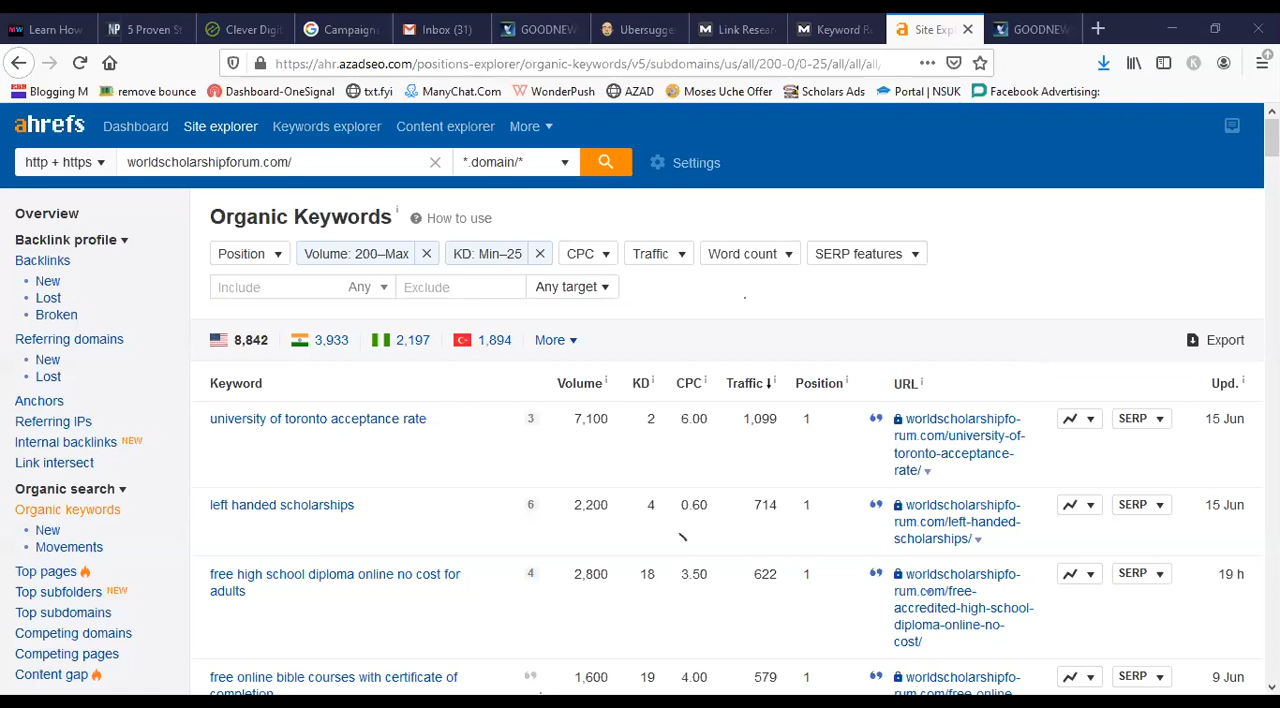 Learn How
5 Proven St
Clever Digit
Campaign
Inbox (31)
GOODNEW
Ubersugge
Link Resear
Keyword R
Site Exp
GOODNEW
https://ahr.azadseo.com/positions-explorer/organic-keywords/v5/subdomains/us/all/200-0/0-25/all/all/all/
Blogging M
remove bounce
Dashboard-OneSignal
txt.fyi
ManyChat.Com
WonderPush
AZAD
Moses Uche Offer
Scholars Ads
Portal | NSUK
Facebook Advertising:
ahrefs Dashboard Site explorer Keywords explorer Content explorer More
http + https worldscholarshipforum.com/ *.domain/* Settings
Overview
Backlink profile
Backlinks
New
Lost
Broken
Referring domains
New
Lost
Anchors
Referring IPs
Internal backlinks NEW
Link intersect
Organic search
Organic keywords
New
Movements
Top pages
Top subfolders NEW
Top subdomains
Competing domains
Competing pages
Content gap
Organic Keywords i ? How to use
Position Volume: 200–Max KD: Min–25 CPC Traffic Word count SERP features
Include Any Exclude Any target
8,842 3,933 2,197 1,894 More Export
Keyword Volume i KD i CPC i Traffic i Position i URL i Upd. i
university of toronto acceptance rate 3 7,100 2 6.00 1,099 1 worldscholarshipfo- SERP 15 Jun
rum.com/university-of-
toronto-acceptance-
rate/
left handed scholarships 6 2,200 4 0.60 714 1 worldscholarshipfo- SERP 15 Jun
rum.com/left-handed-
scholarships/
free high school diploma online no cost for 4 2,800 18 3.50 622 1 worldscholarshipfo- SERP 19 h
adults rum.com/free-
accredited-high-school-
diploma-online-no-
cost/
free online bible courses with certificate of 1,600 19 4.00 579 1 worldscholarshipfo- SERP 9 Jun
completion rum.com/free-online